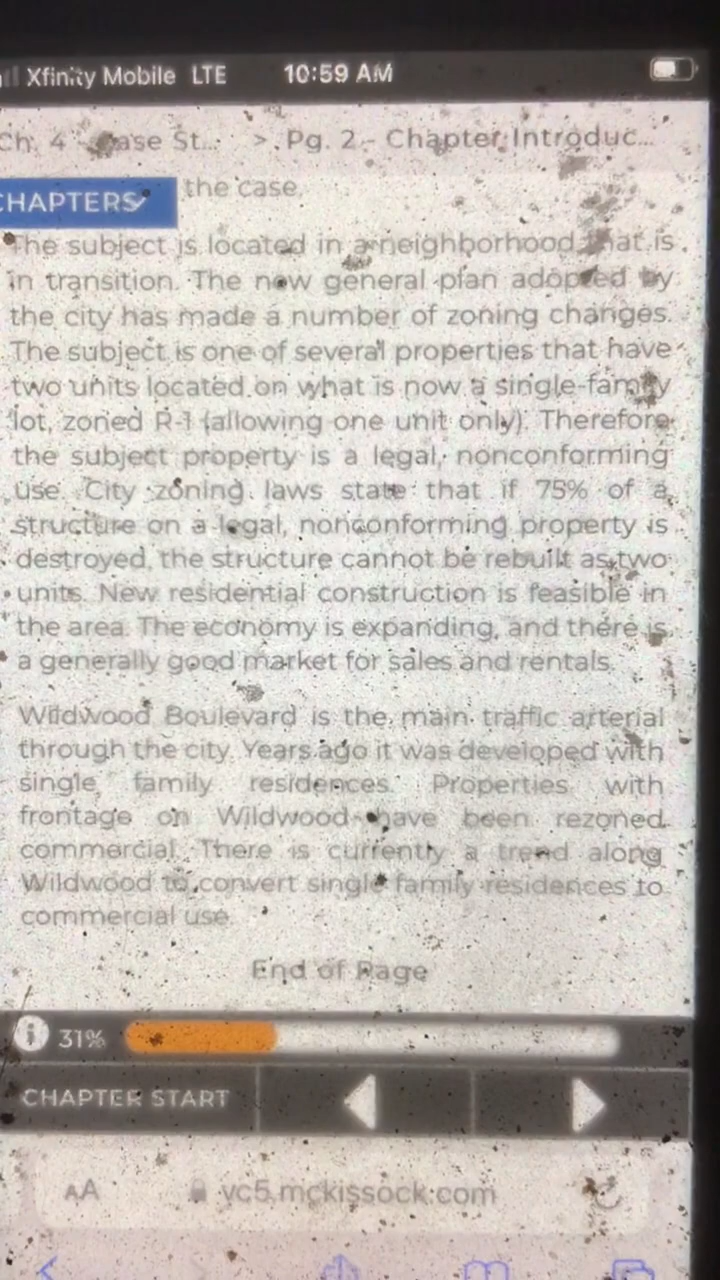 Xfinity Mobile LTE 10:59 AM
Ch. 4 - Case St... > Pg. 2 - Chapter Introduc...
CHAPTERS
the case.
The subject is located in a neighborhood that is
in transition. The new general plan adopted by
the city has made a number of zoning changes.
The subject is one of several properties that have
two units located on what is now a single-family
lot, zoned R-1 (allowing one unit only). Therefore
the subject property is a legal, nonconforming
use. City zoning laws state that if 75% of a
structure on a legal, nonconforming property is
destroyed, the structure cannot be rebuilt as two
units. New residential construction is feasible in
the area. The economy is expanding, and there is
a generally good market for sales and rentals.
Wildwood Boulevard is the main traffic arterial
through the city. Years ago it was developed with
single family residences. Properties with
frontage on Wildwood have been rezoned
commercial. There is currently a trend along
Wildwood to convert single family residences to
commercial use.
End of Page
31%
CHAPTER START
AA vc5.mckissock.com